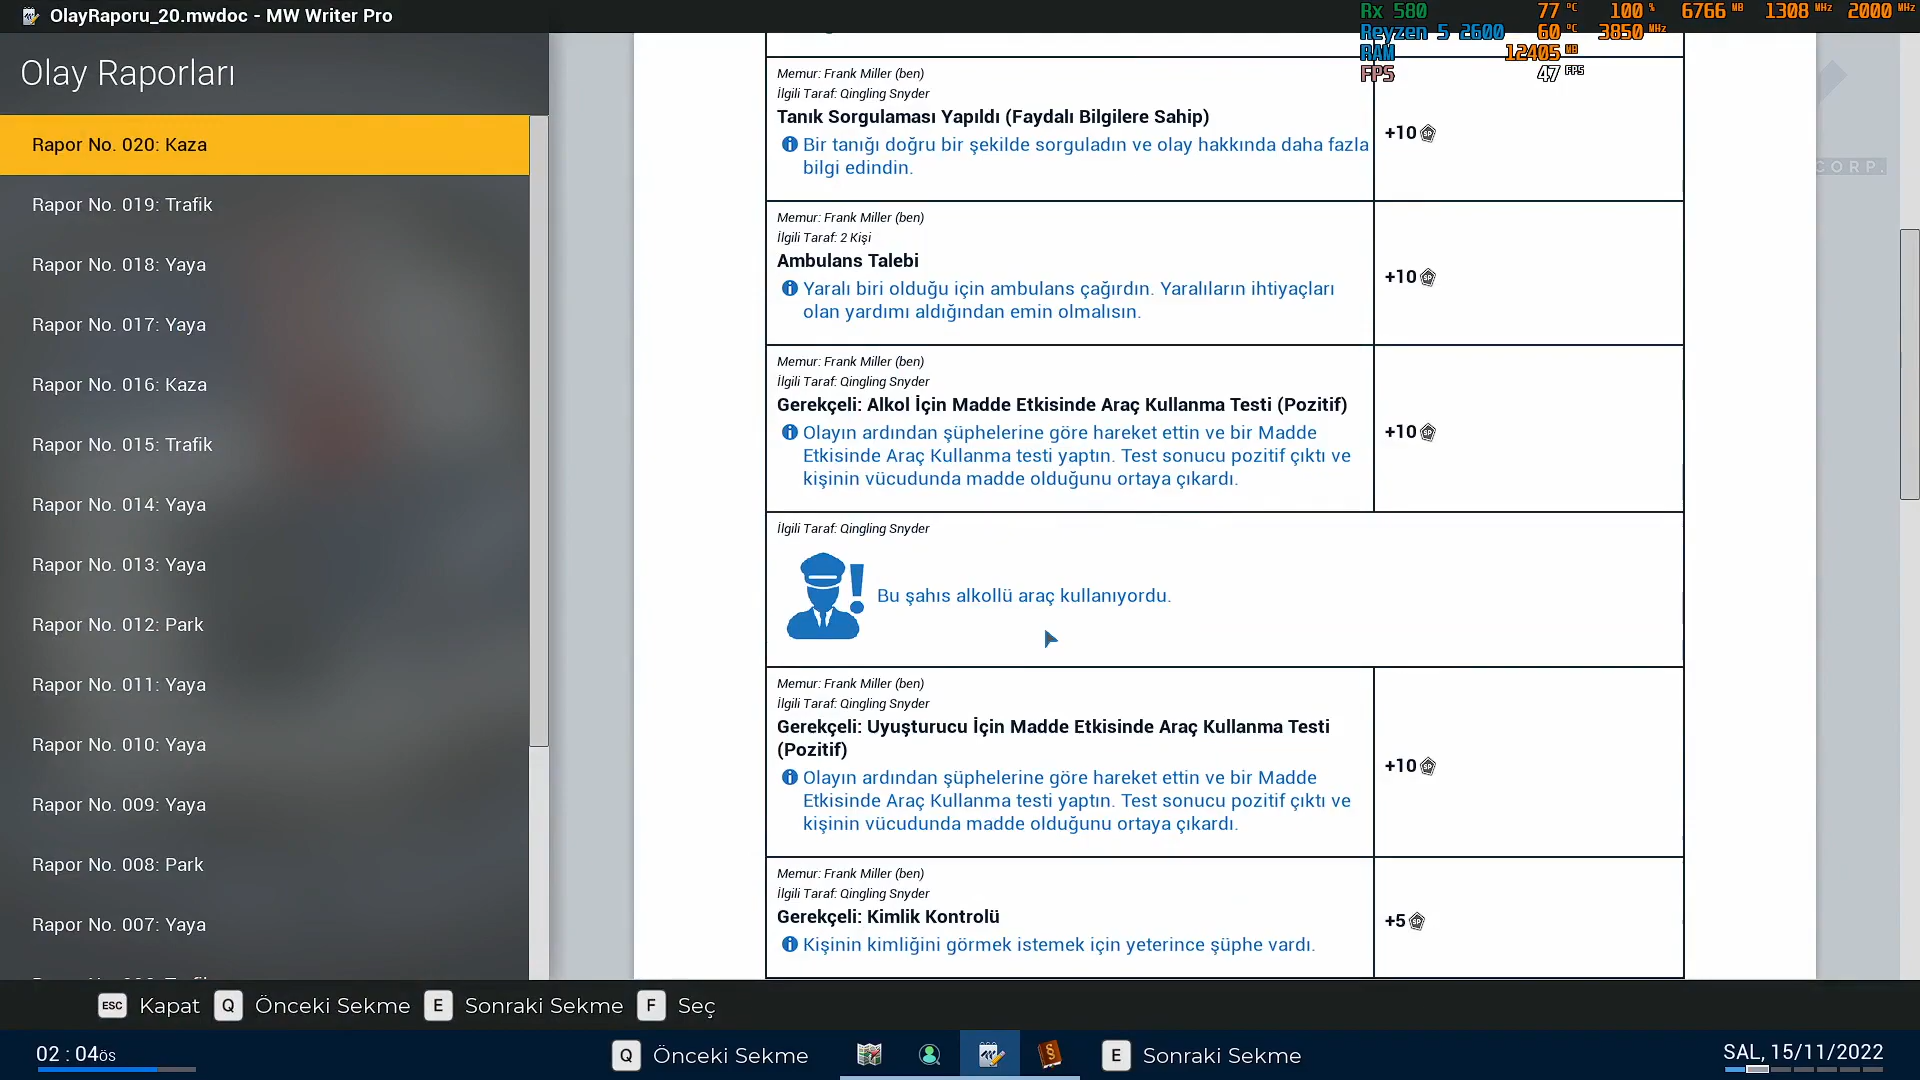 OlayRaporu_20.mwdoc - MW Writer Pro
Rx 580 77 °C 100 % 6766 MB 1308 MHz 2000 MHz
Reyzen 5 2600 60 °C 3850 MHz
RAM 12405 MB
FPS 47 FPS
Olay Raporları
Rapor No. 020: Kaza
Rapor No. 019: Trafik
Rapor No. 018: Yaya
Rapor No. 017: Yaya
Rapor No. 016: Kaza
Rapor No. 015: Trafik
Rapor No. 014: Yaya
Rapor No. 013: Yaya
Rapor No. 012: Park
Rapor No. 011: Yaya
Rapor No. 010: Yaya
Rapor No. 009: Yaya
Rapor No. 008: Park
Rapor No. 007: Yaya
CORP.
Memur: Frank Miller (ben)
İlgili Taraf: Qingling Snyder
Tanık Sorgulaması Yapıldı (Faydalı Bilgilere Sahip)
Bir tanığı doğru bir şekilde sorguladın ve olay hakkında daha fazla
bilgi edindin.
+10
Memur: Frank Miller (ben)
İlgili Taraf: 2 Kişi
Ambulans Talebi
Yaralı biri olduğu için ambulans çağırdın. Yaralıların ihtiyaçları
olan yardımı aldığından emin olmalısın.
+10
Memur: Frank Miller (ben)
İlgili Taraf: Qingling Snyder
Gerekçeli: Alkol İçin Madde Etkisinde Araç Kullanma Testi (Pozitif)
Olayın ardından şüphelerine göre hareket ettin ve bir Madde
Etkisinde Araç Kullanma testi yaptın. Test sonucu pozitif çıktı ve
kişinin vücudunda madde olduğunu ortaya çıkardı.
+10
İlgili Taraf: Qingling Snyder
Bu şahıs alkollü araç kullanıyordu.
Memur: Frank Miller (ben)
İlgili Taraf: Qingling Snyder
Gerekçeli: Uyuşturucu İçin Madde Etkisinde Araç Kullanma Testi
(Pozitif)
Olayın ardından şüphelerine göre hareket ettin ve bir Madde
Etkisinde Araç Kullanma testi yaptın. Test sonucu pozitif çıktı ve
kişinin vücudunda madde olduğunu ortaya çıkardı.
+10
Memur: Frank Miller (ben)
İlgili Taraf: Qingling Snyder
Gerekçeli: Kimlik Kontrolü
Kişinin kimliğini görmek istemek için yeterince şüphe vardı.
+5
ESC Kapat Q Önceki Sekme E Sonraki Sekme F Seç
02 : 04ös
Q Önceki Sekme E Sonraki Sekme
SAL, 15/11/2022